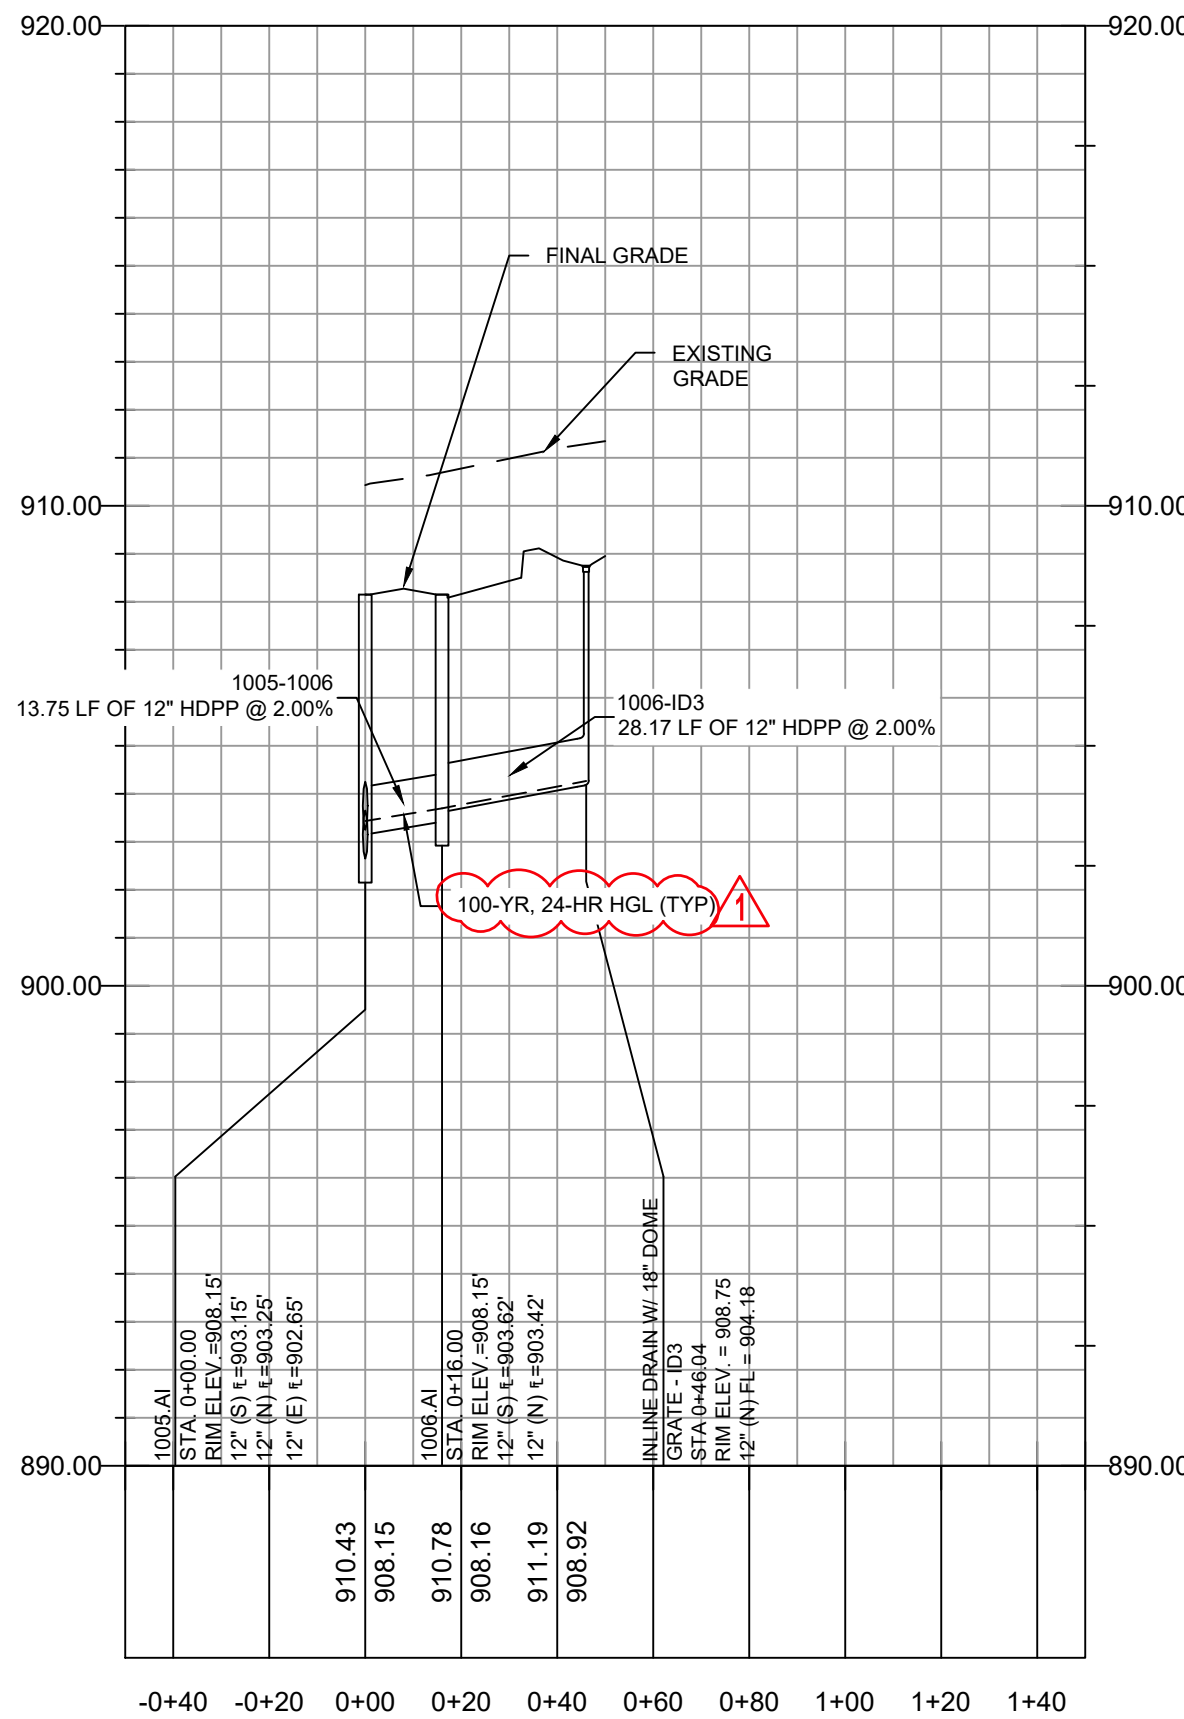 920.00
920.00
FINAL GRADE
EXISTING
GRADE
910.00
910.00
1005-1006
13.75 LF OF 12" HDPP @ 2.00%
1006-ID3
28.17 LF OF 12" HDPP @ 2.00%
100-YR, 24-HR HGL (TYP)
1
900.00
900.00
1005.AI
STA. 0+00.00
RIM ELEV.=908.15'
12" (S) FL=903.15'
12" (N) FL=903.25'
12" (E) FL=902.65'
1006.AI
STA. 0+16.00
RIM ELEV.=908.15'
12" (S) FL=903.62'
12" (N) FL=903.42'
INLINE DRAIN W/ 18" DOME
GRATE - ID3
STA 0+46.04
RIM ELEV. = 908.75
12" (N) FL = 904.18
890.00
890.00
910.43
908.15
910.78
908.16
911.19
908.92
-0+40
-0+20
0+00
0+20
0+40
0+60
0+80
1+00
1+20
1+40